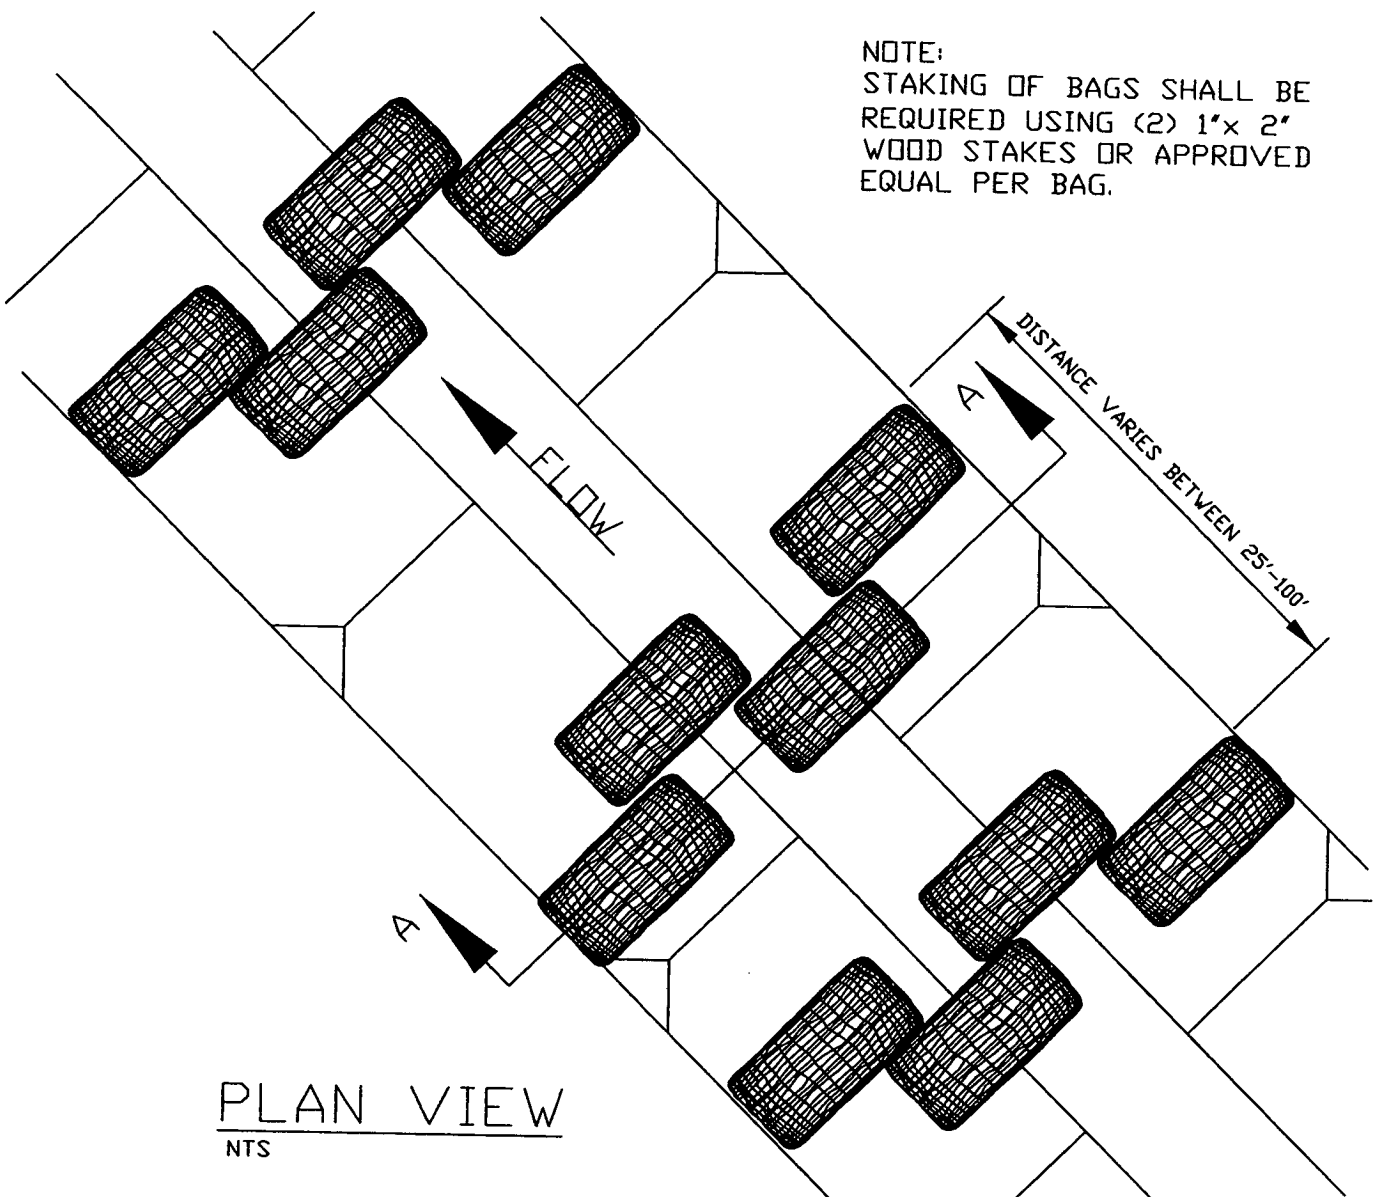 NOTE:
STAKING OF BAGS SHALL BE
REQUIRED USING (2) 1"x 2"
WOOD STAKES OR APPROVED
EQUAL PER BAG.
DISTANCE VARIES BETWEEN 25'-100'
A
FLOW
A
PLAN VIEW
NTS